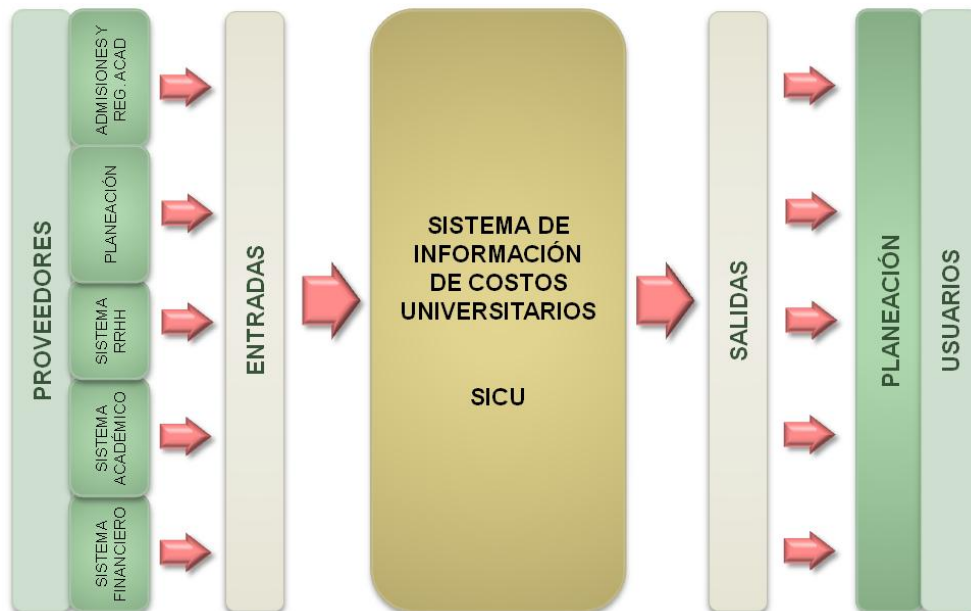 PROVEEDORES
ADMISIONES Y
REG. ACAD
PLANEACIÓN
SISTEMA
RRHH
SISTEMA
ACADÉMICO
SISTEMA
FINANCIERO
ENTRADAS
SISTEMA DE
INFORMACIÓN
DE COSTOS
UNIVERSITARIOS
SICU
SALIDAS
PLANEACIÓN
USUARIOS